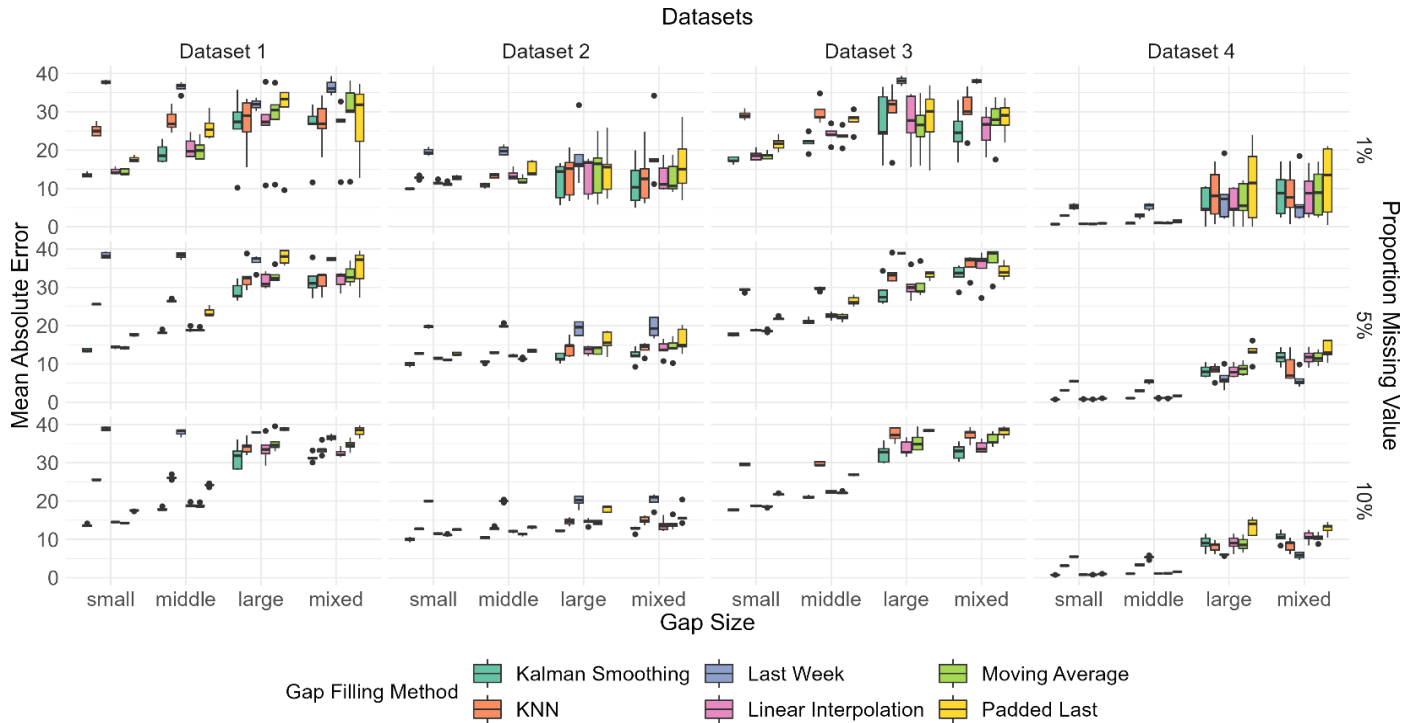 Datasets
Dataset 1 Dataset 2 Dataset 3 Dataset 4
Mean Absolute Error
40
30
20
10
0
1%
40
30
20
10
0
5%
40
30
20
10
0
10%
Proportion Missing Value
small middle large mixed small middle large mixed small middle large mixed small middle large mixed
Gap Size
Gap Filling Method
Kalman Smoothing Last Week Moving Average
KNN Linear Interpolation Padded Last